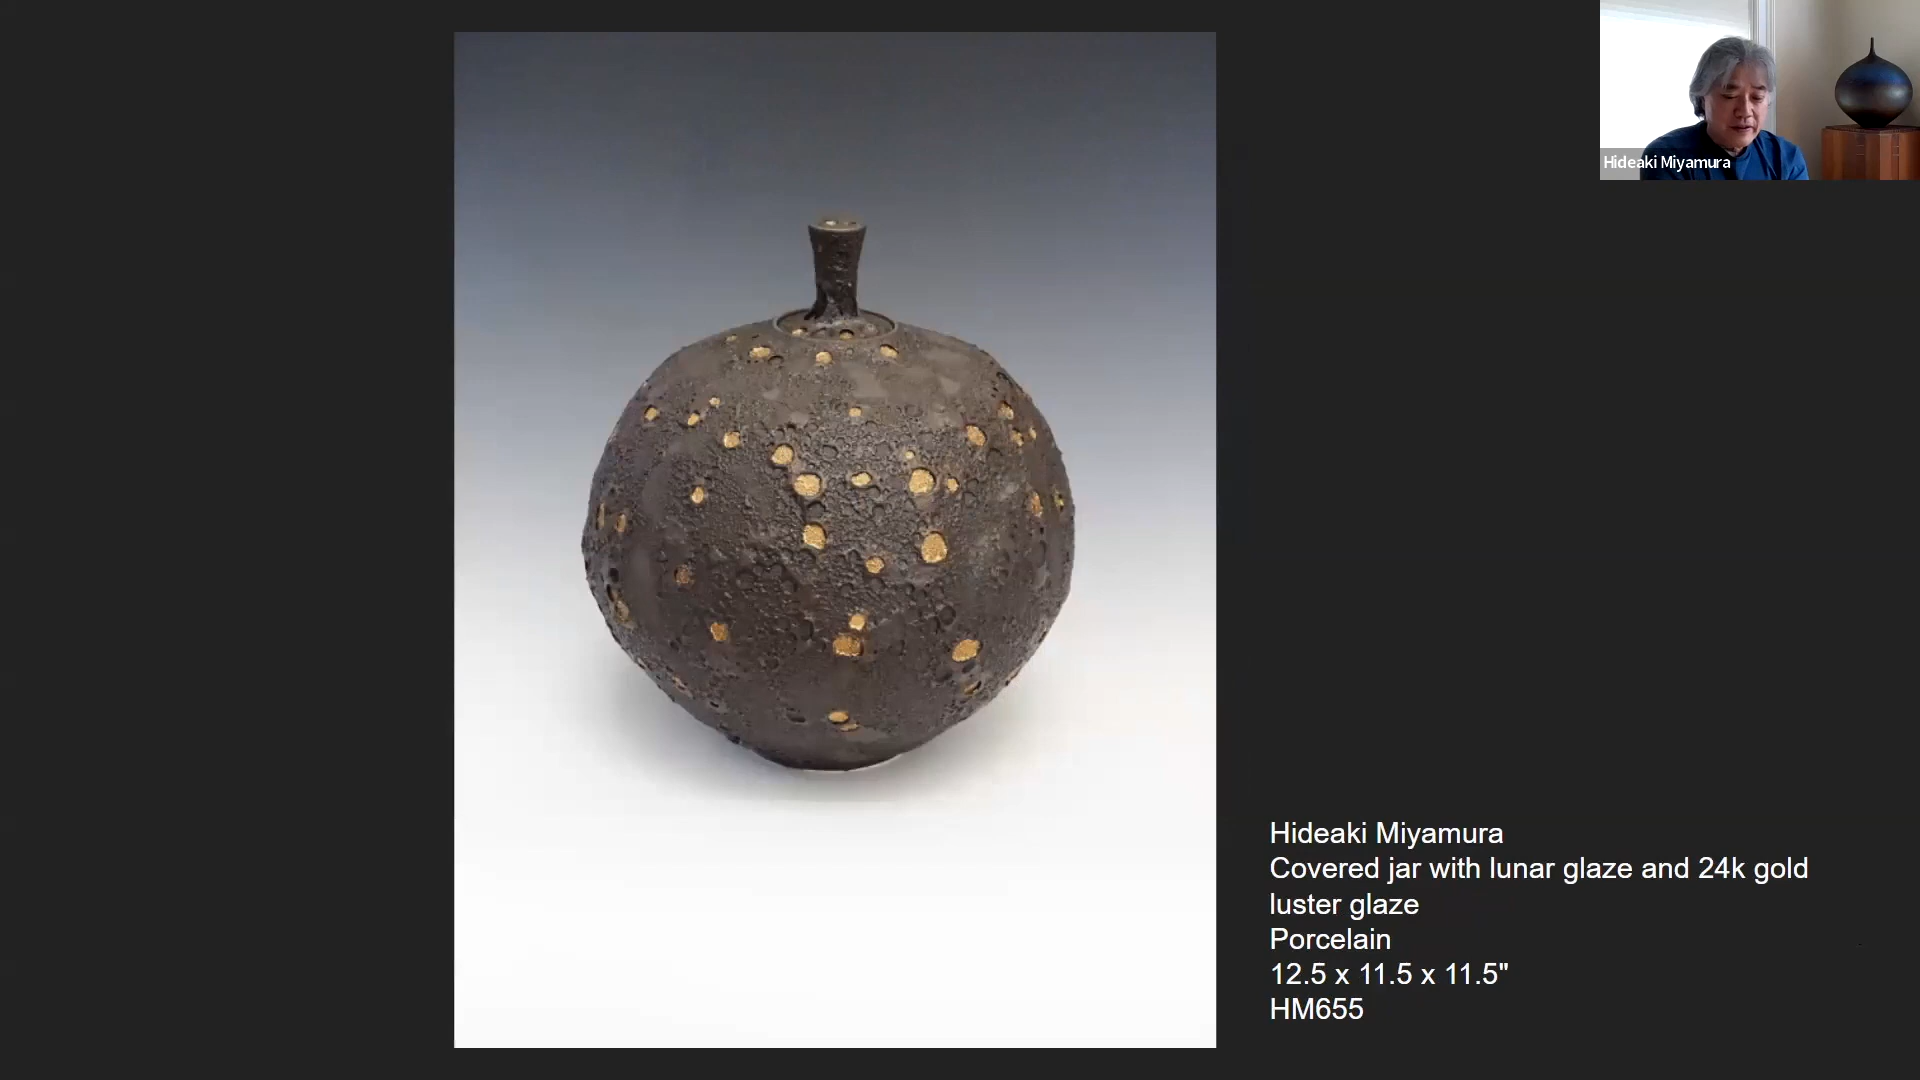 Hideaki Miyamura
Hideaki Miyamura
Covered jar with lunar glaze and 24k gold
luster glaze
Porcelain
12.5 x 11.5 x 11.5"
HM655